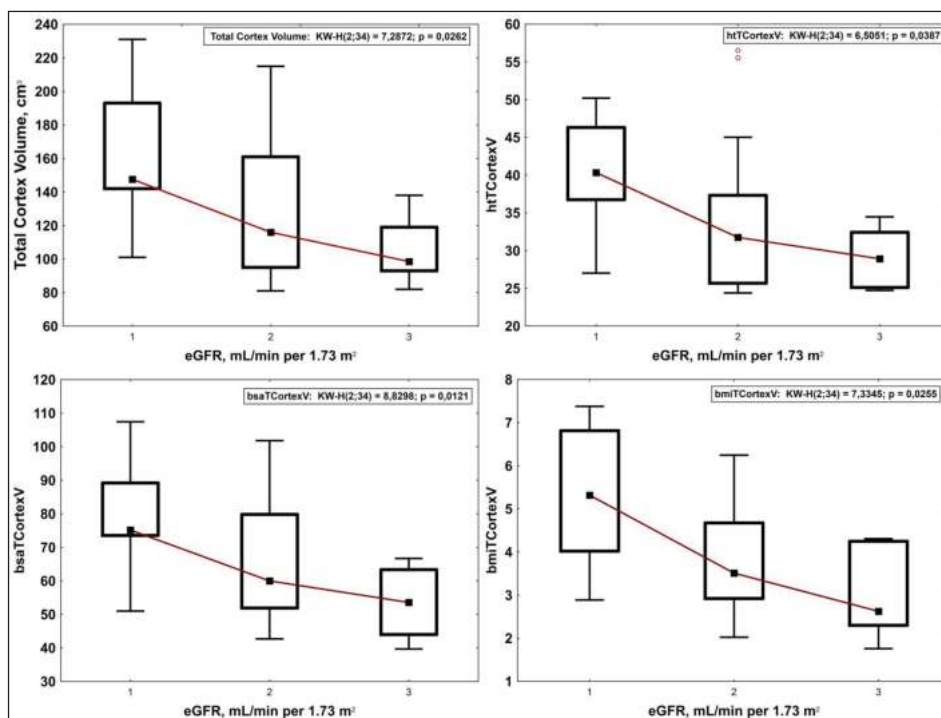 Total Cortex Volume: KW-H(2;34) = 7,2872; p = 0,0262
Total Cortex Volume, cm³
240
220
200
180
160
140
120
100
80
60
1 2 3
eGFR, mL/min per 1.73 m²
htTCortexV: KW-H(2;34) = 6,5051; p = 0,0387
htTCortexV
60
55
50
45
40
35
30
25
20
1 2 3
eGFR, mL/min per 1.73 m²
bsaTCortexV: KW-H(2;34) = 8,8298; p = 0,0121
bsaTCortexV
120
110
100
90
80
70
60
50
40
30
1 2 3
eGFR, mL/min per 1.73 m²
bmiTCortexV: KW-H(2;34) = 7,3345; p = 0,0255
bmiTCortexV
8
7
6
5
4
3
2
1
1 2 3
eGFR, mL/min per 1.73 m²